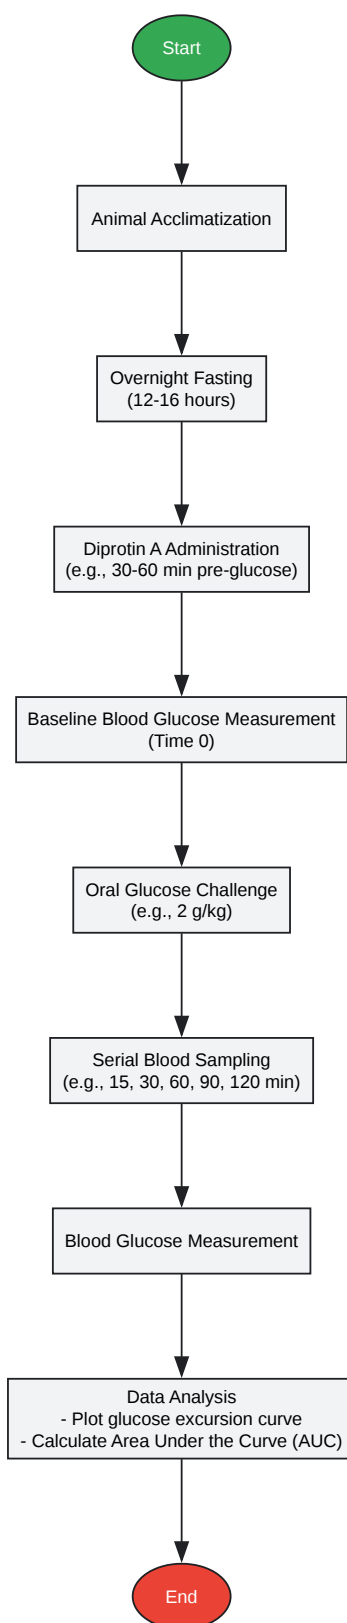 Start
Animal Acclimatization
Overnight Fasting
(12-16 hours)
Diprotin A Administration
(e.g., 30-60 min pre-glucose)
Baseline Blood Glucose Measurement
(Time 0)
Oral Glucose Challenge
(e.g., 2 g/kg)
Serial Blood Sampling
(e.g., 15, 30, 60, 90, 120 min)
Blood Glucose Measurement
Data Analysis
- Plot glucose excursion curve
- Calculate Area Under the Curve (AUC)
End